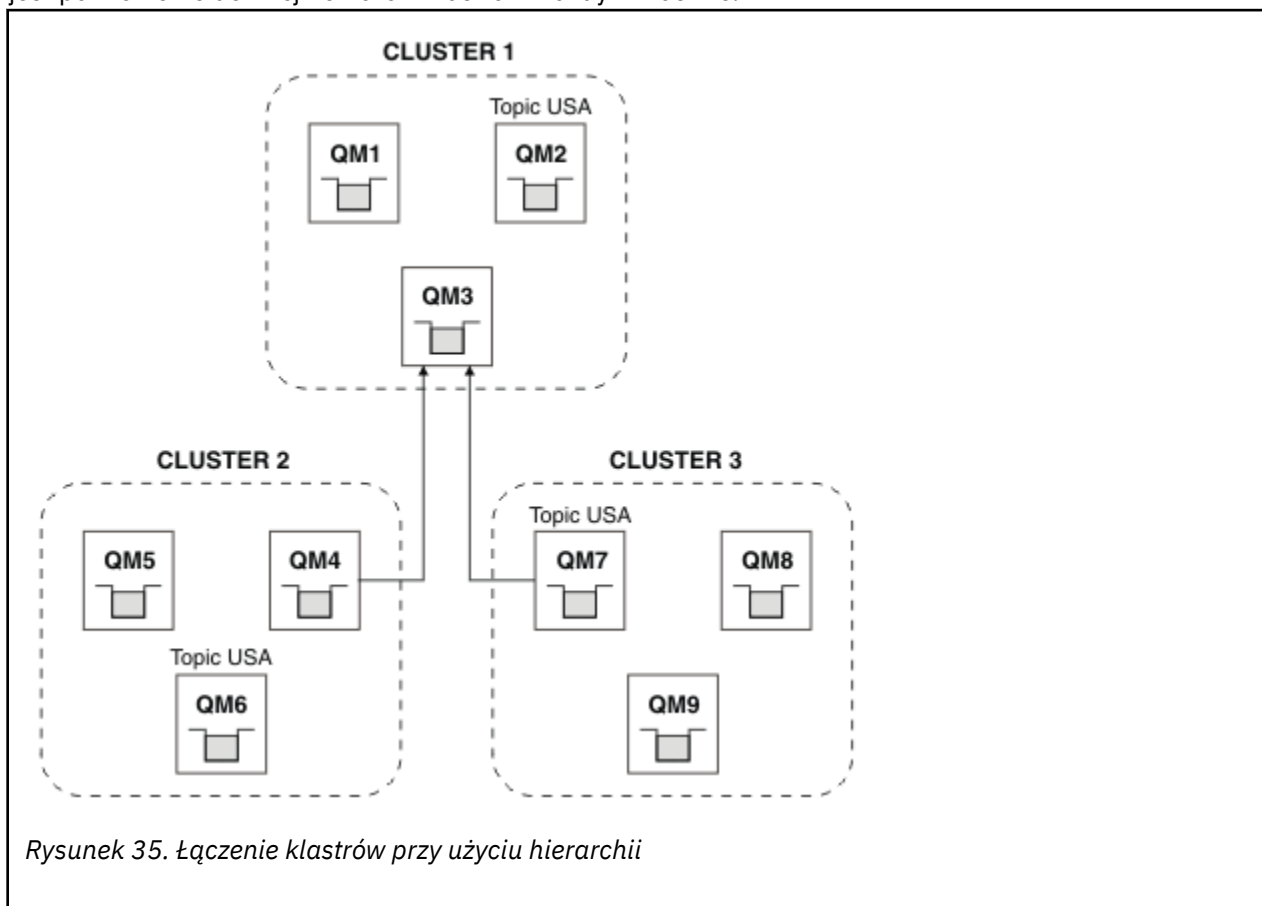 CLUSTER 1
Topic USA
QM1
QM2
QM3
CLUSTER 2
CLUSTER 3
Topic USA
QM5
QM4
QM7
QM8
Topic USA
QM6
QM9
Rysunek 35. Łączenie klastrów przy użyciu hierarchii